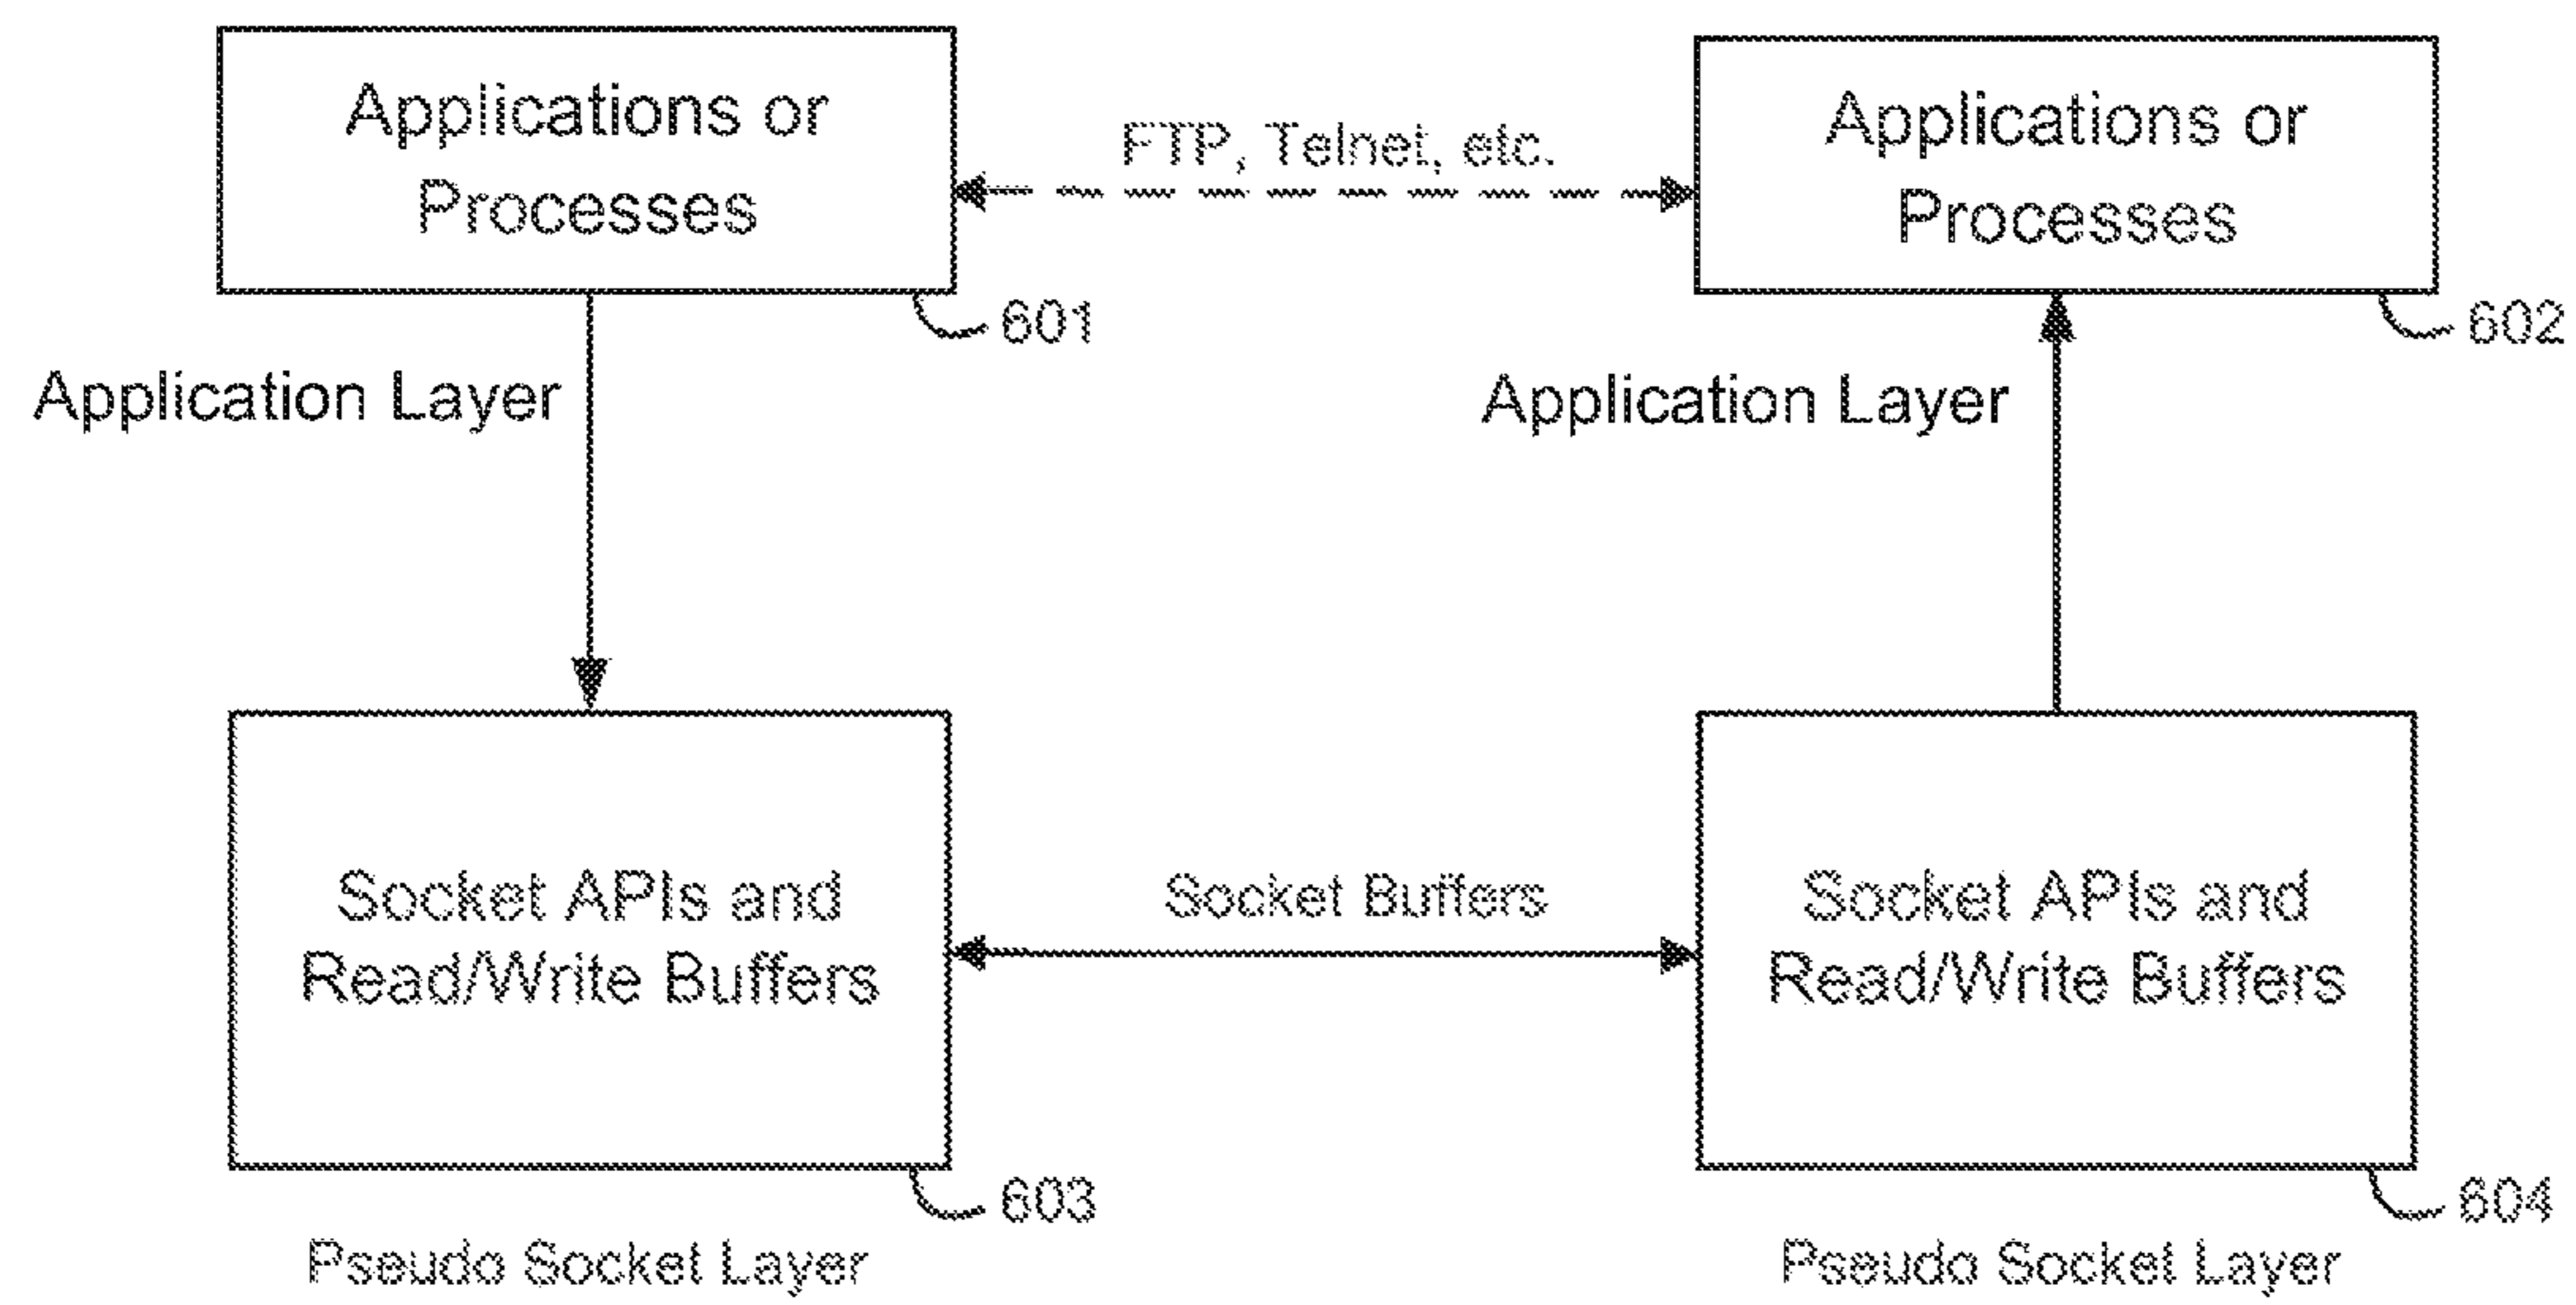 Applications or
Processes
FTP, Telnet, etc.
Applications or
Processes
601
602
Application Layer
Application Layer
Socket APIs and
Read/Write Buffers
Socket Buffers
Socket APIs and
Read/Write Buffers
603
604
Pseudo Socket Layer
Pseudo Socket Layer